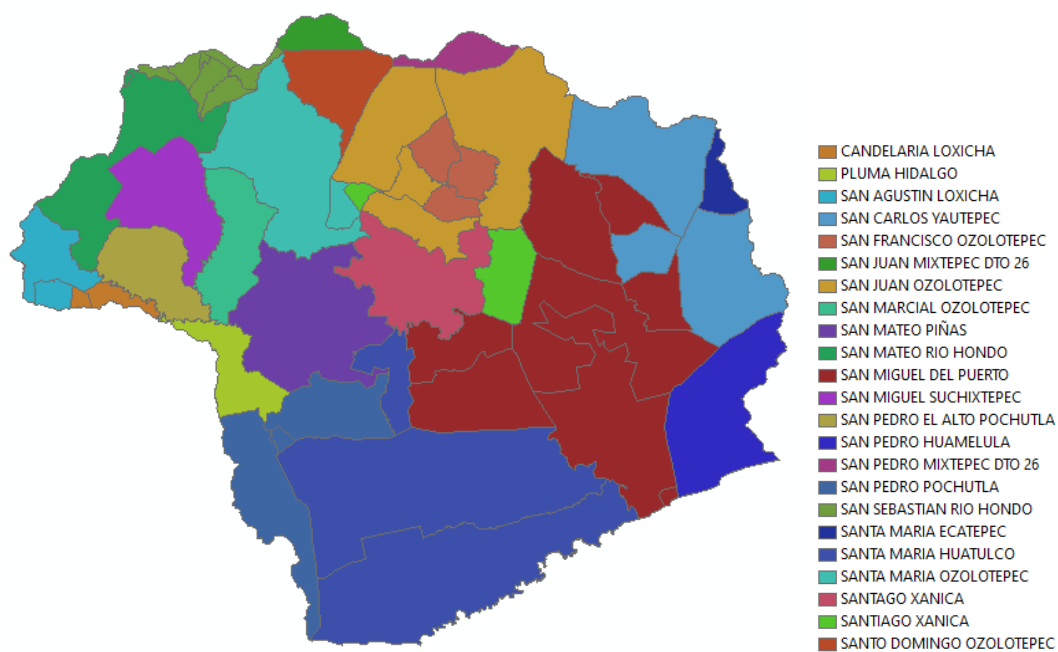 CANDELARIA LOXICHA
PLUMA HIDALGO
SAN AGUSTIN LOXICHA
SAN CARLOS YAUTEPEC
SAN FRANCISCO OZOLOTEPEC
SAN JUAN MIXTEPEC DTO 26
SAN JUAN OZOLOTEPEC
SAN MARCIAL OZOLOTEPEC
SAN MATEO PIÑAS
SAN MATEO RIO HONDO
SAN MIGUEL DEL PUERTO
SAN MIGUEL SUCHIXTEPEC
SAN PEDRO EL ALTO POCHUTLA
SAN PEDRO HUAMELULA
SAN PEDRO MIXTEPEC DTO 26
SAN PEDRO POCHUTLA
SAN SEBASTIAN RIO HONDO
SANTA MARIA ECATEPEC
SANTA MARIA HUATULCO
SANTA MARIA OZOLOTEPEC
SANTAGO XANICA
SANTIAGO XANICA
SANTO DOMINGO OZOLOTEPEC